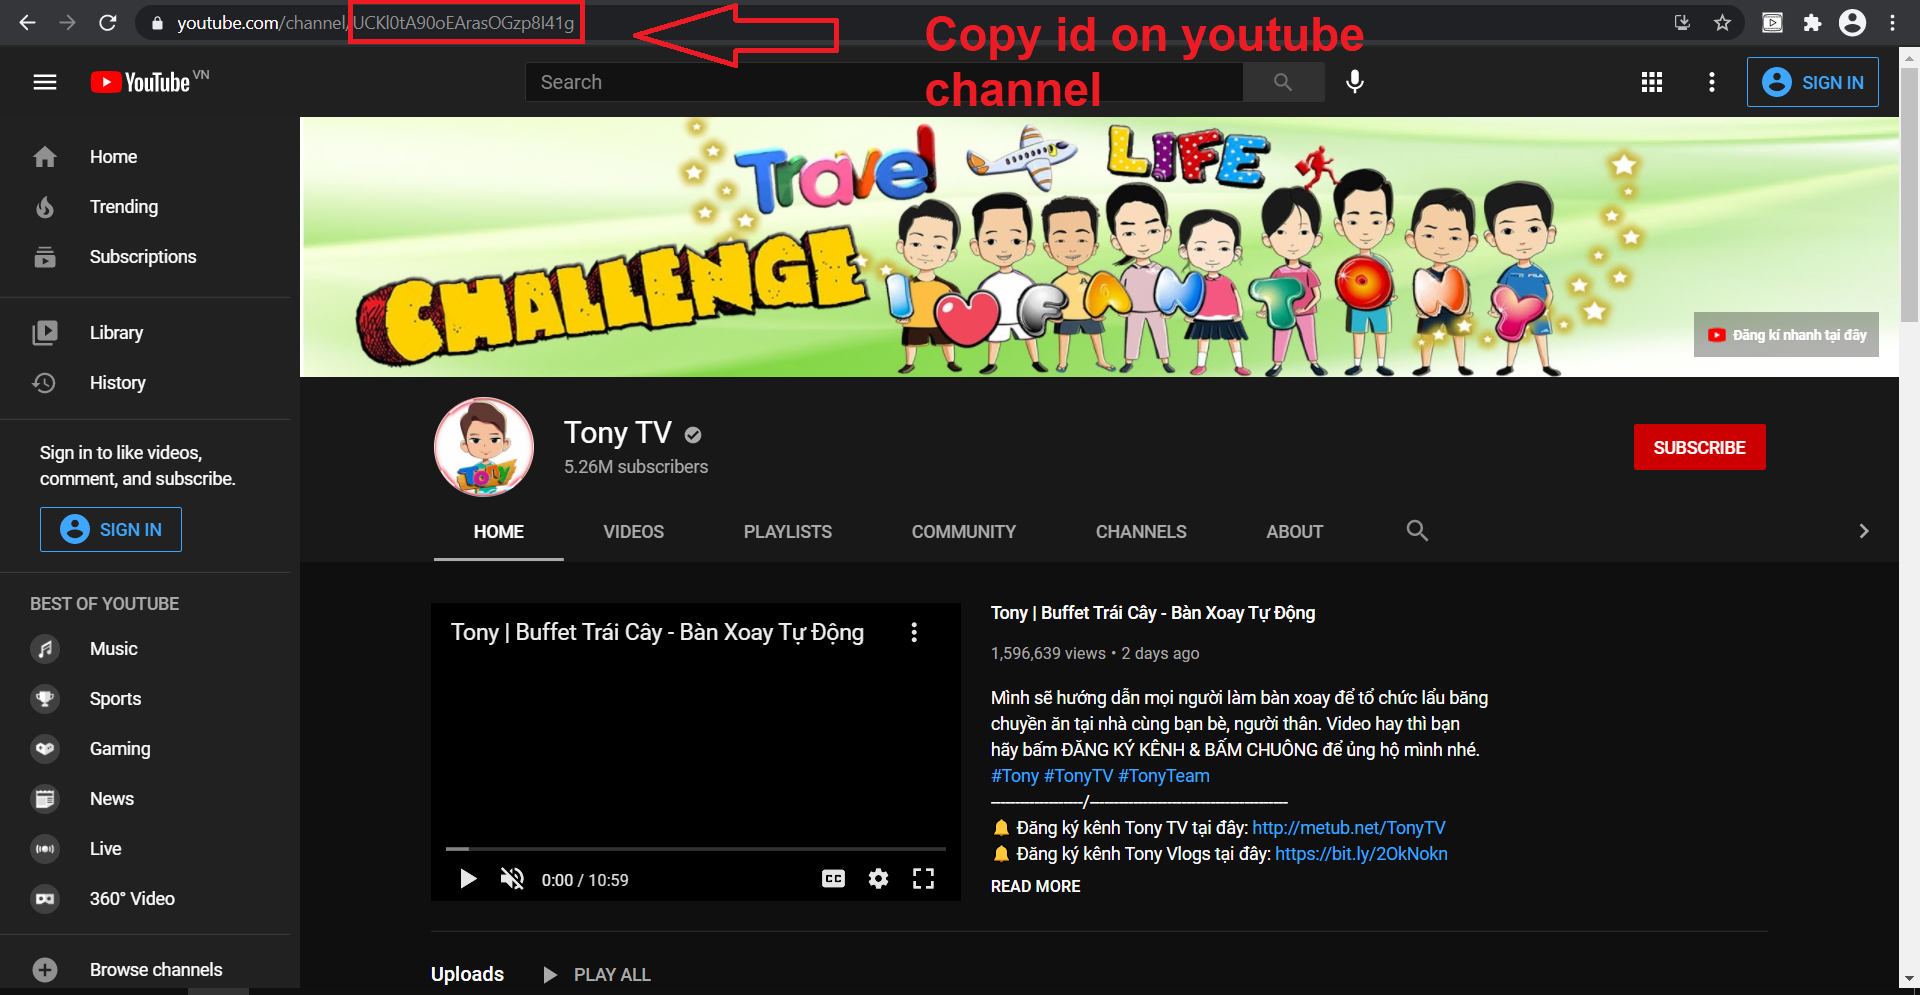 youtube.com/channel/UCKl0tA90oEArasOGzp8I41g
Copy id on youtube
channel
YouTube VN
Search
SIGN IN
Home
Trending
Subscriptions
Library
History
Sign in to like videos,
comment, and subscribe.
SIGN IN
BEST OF YOUTUBE
Music
Sports
Gaming
News
Live
360° Video
Browse channels
Travel LIFE
CHALLENGE
I FAN TONY
Đăng kí nhanh tại đây
TONY
Tony TV
5.26M subscribers
SUBSCRIBE
HOME VIDEOS PLAYLISTS COMMUNITY CHANNELS ABOUT
Tony | Buffet Trái Cây - Bàn Xoay Tự Động
0:00 / 10:59
CC
Tony | Buffet Trái Cây - Bàn Xoay Tự Động
1,596,639 views • 2 days ago
Mình sẽ hướng dẫn mọi người làm bàn xoay để tổ chức lẩu băng
chuyền ăn tại nhà cùng bạn bè, người thân. Video hay thì bạn
hãy bấm ĐĂNG KÝ KÊNH & BẤM CHUÔNG để ủng hộ mình nhé.
#Tony #TonyTV #TonyTeam
-------------------/-----------------------------------------
🔔 Đăng ký kênh Tony TV tại đây: http://metub.net/TonyTV
🔔 Đăng ký kênh Tony Vlogs tại đây: https://bit.ly/2OkNokn
READ MORE
Uploads PLAY ALL